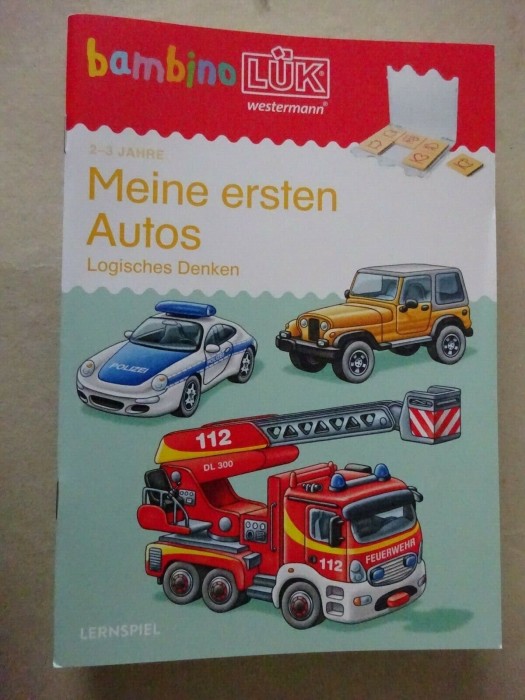 bambino LÜK®
westermann®
2–3 JAHRE
Meine ersten
Autos
Logisches Denken
POLIZEI
112
DL 300
FEUERWEHR
112
LERNSPIEL